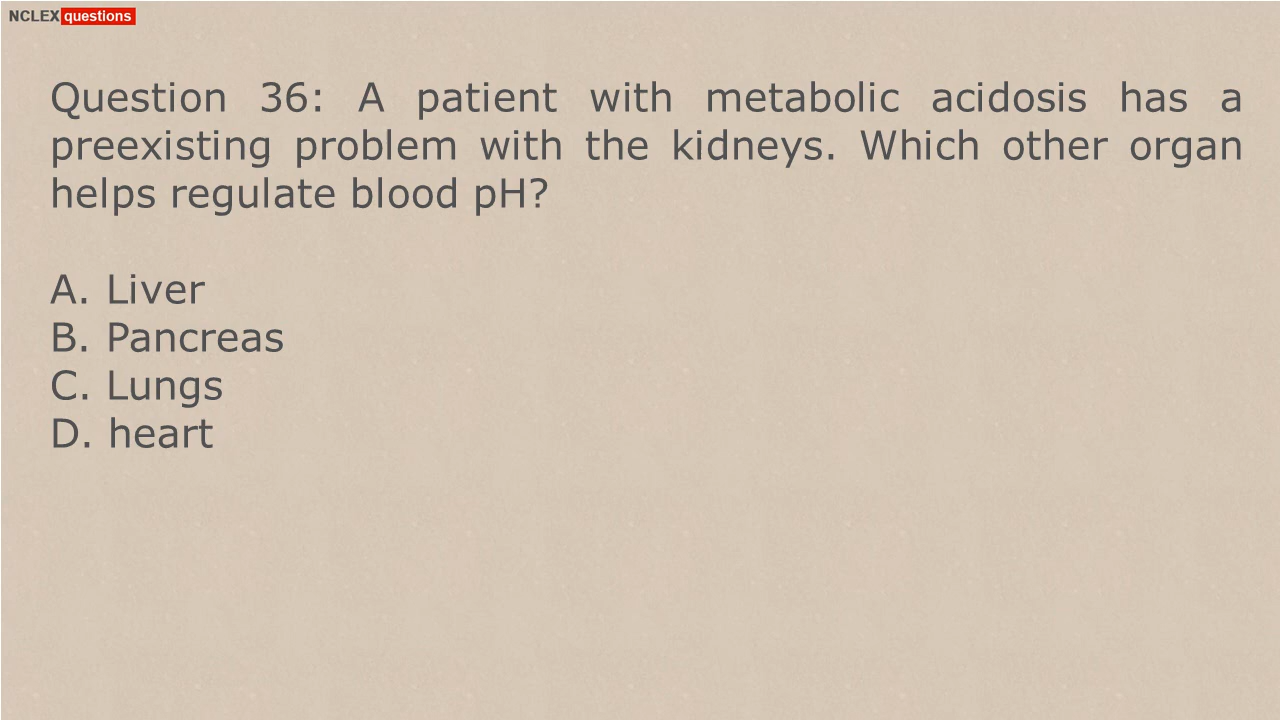 NCLEX questions
Question 36: A patient with metabolic acidosis has a
preexisting problem with the kidneys. Which other organ
helps regulate blood pH?
A. Liver
B. Pancreas
C. Lungs
D. heart